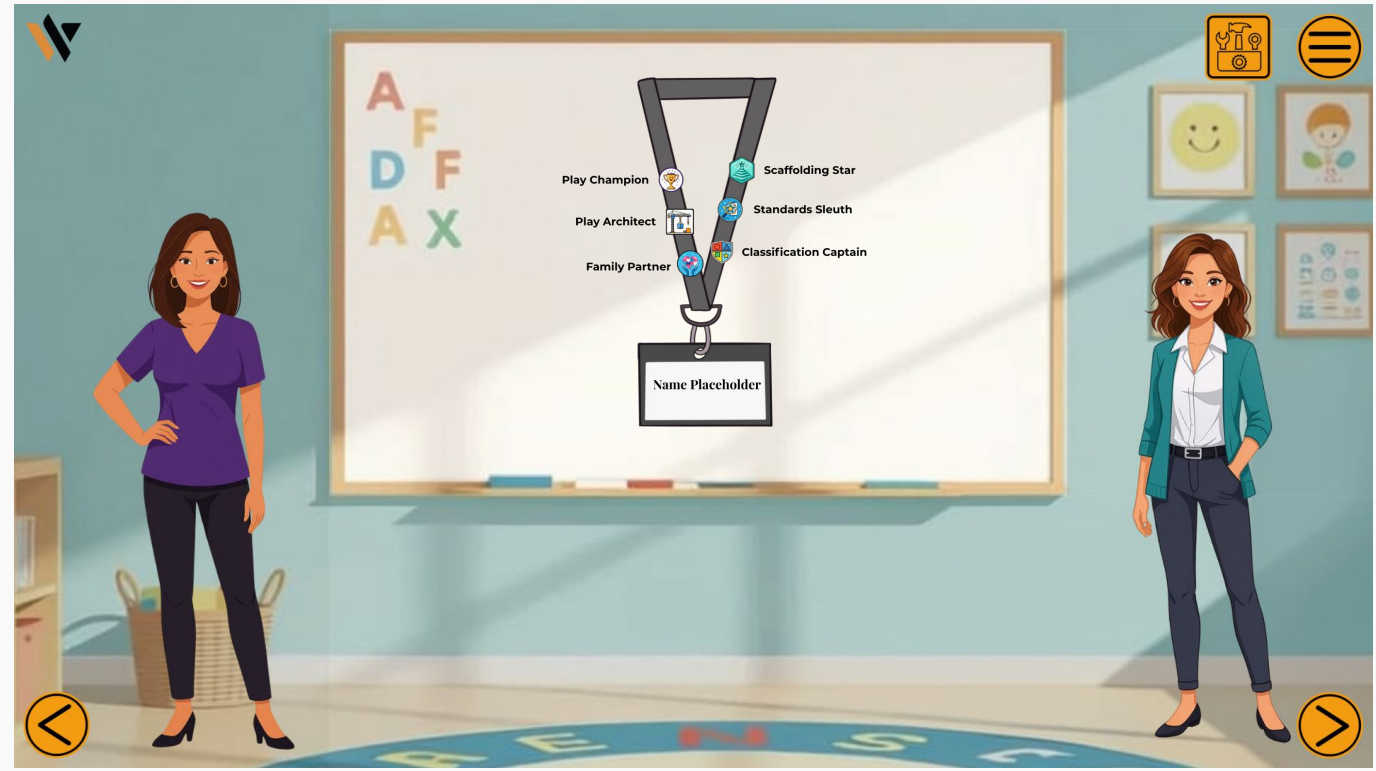 A
F
D F
A X
Play Champion
Scaffolding Star
Play Architect
Standards Sleuth
Family Partner
Classification Captain
Name Placeholder
E N S